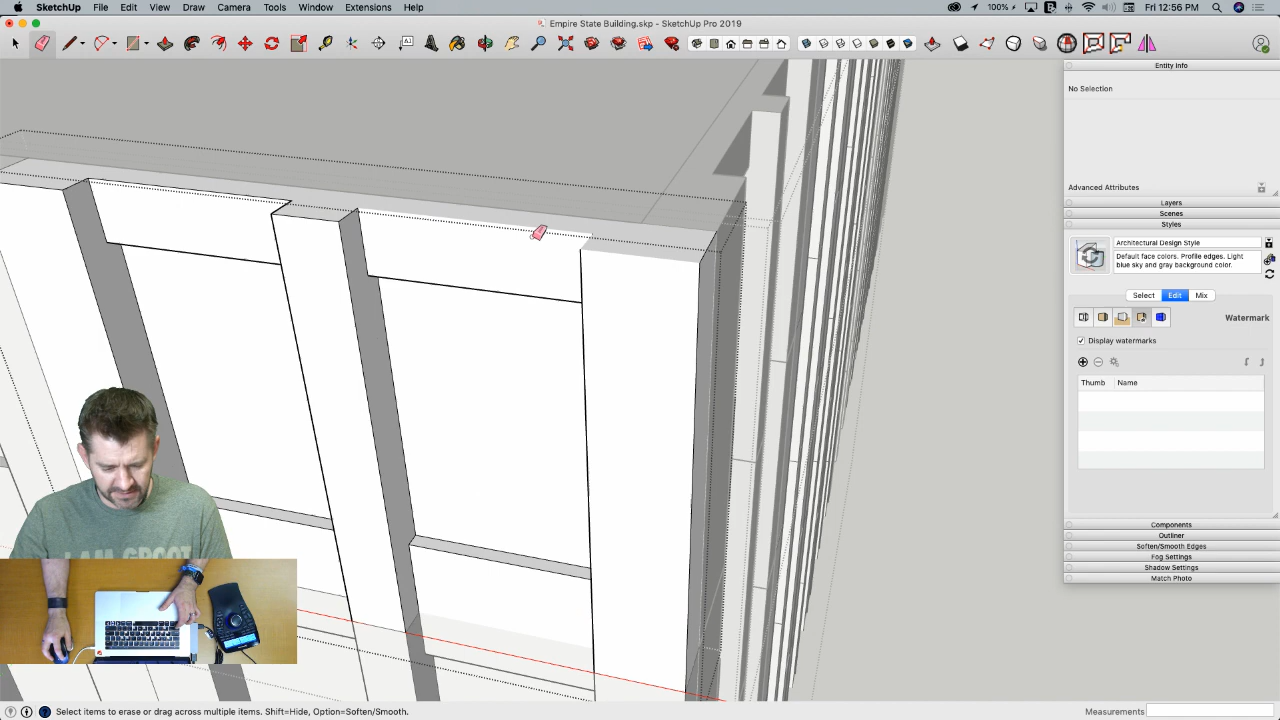 SketchUp File Edit View Draw Camera Tools Window Extensions Help 100% Fri 12:56 PM
Empire State Building.skp - SketchUp Pro 2019
Entity Info
No Selection
Advanced Attributes
Layers
Scenes
Styles
Architectural Design Style
Default face colors. Profile edges. Light
blue sky and gray background color.
Select Edit Mix
Watermark
Display watermarks
Thumb Name
Components
Outliner
Soften/Smooth Edges
Fog Settings
Shadow Settings
Match Photo
I AM GROOT
Select items to erase or drag across multiple items. Shift=Hide, Option=Soften/Smooth.
Measurements